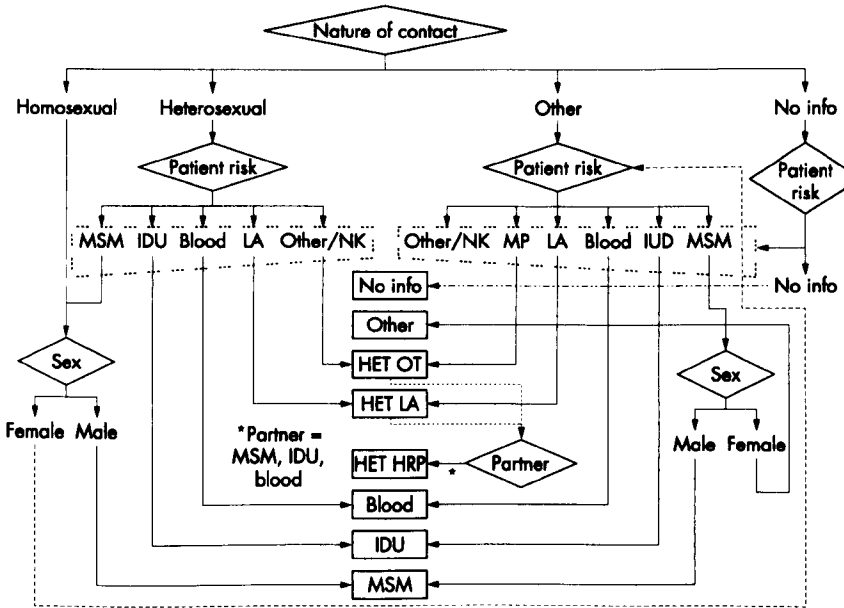 Nature of contact
Homosexual Heterosexual Other No info
Patient risk Patient risk Patient
risk
MSM IDU Blood LA Other/NK Other/NK MP LA Blood IUD MSM
No info No info
Other
Sex HET OT Sex
HET LA
Female Male *Partner = Male Female
MSM, IDU, HET HRP * Partner
blood
Blood
IDU
MSM